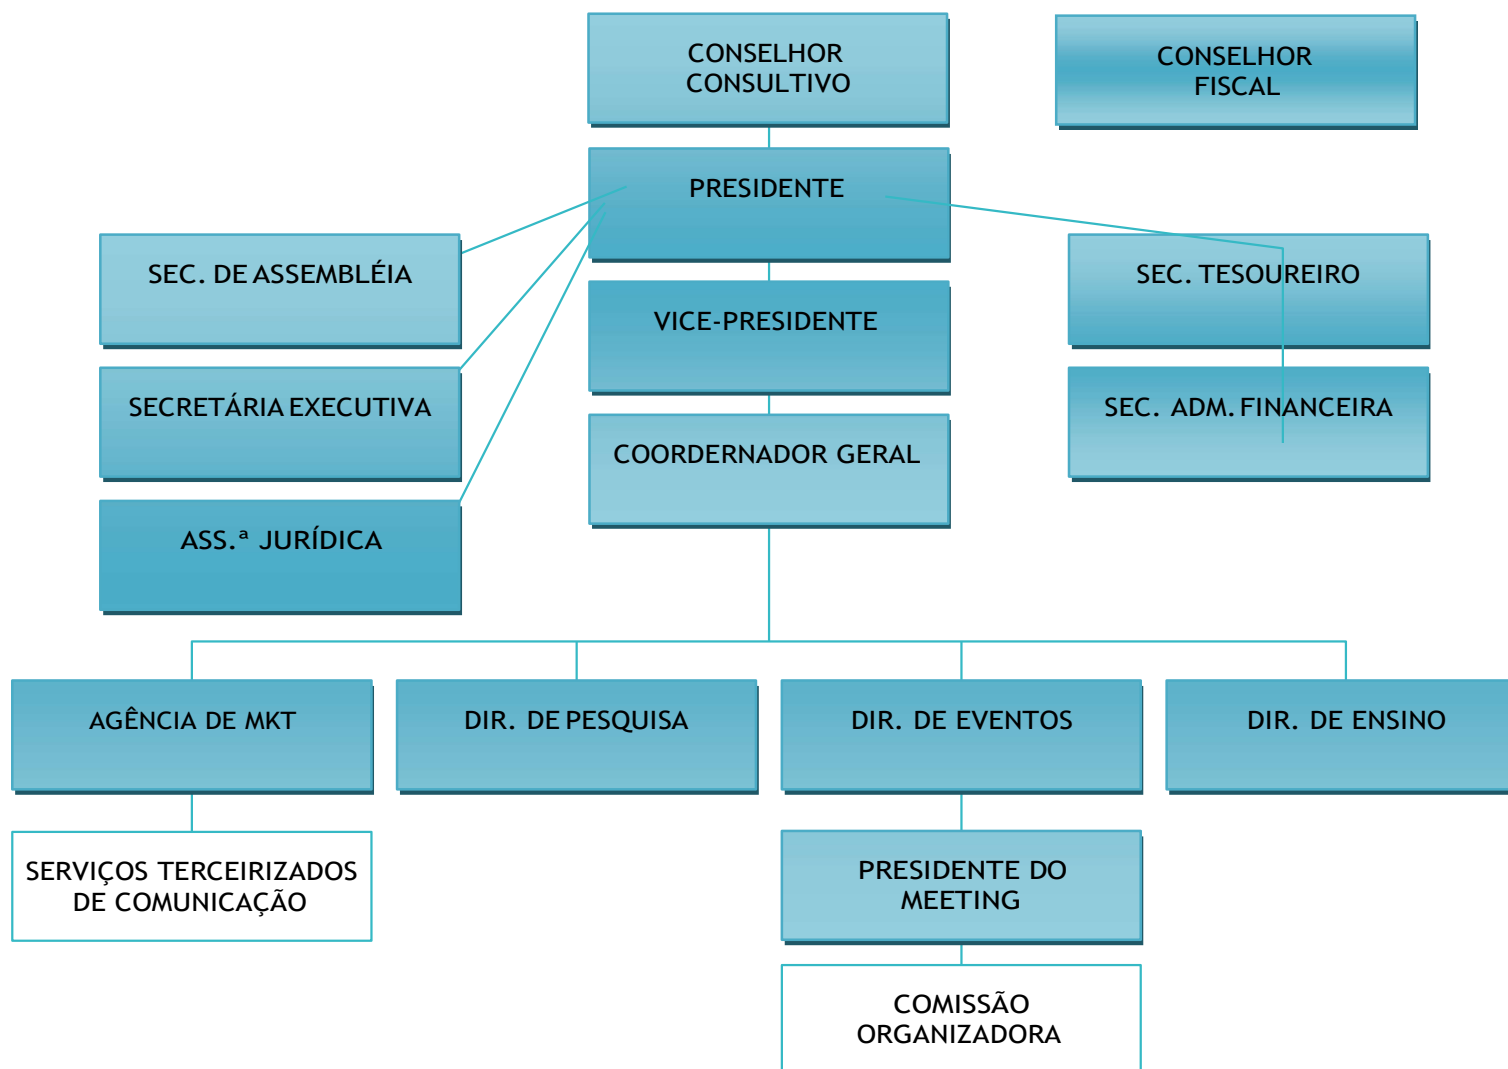 CONSELHOR
CONSULTIVO
CONSELHOR
FISCAL
PRESIDENTE
SEC. DE ASSEMBLÉIA
SEC. TESOUREIRO
VICE-PRESIDENTE
SECRETÁRIA EXECUTIVA
SEC. ADM. FINANCEIRA
COORDERNADOR GERAL
ASS.ª JURÍDICA
AGÊNCIA DE MKT
DIR. DE PESQUISA
DIR. DE EVENTOS
DIR. DE ENSINO
SERVIÇOS TERCEIRIZADOS
DE COMUNICAÇÃO
PRESIDENTE DO
MEETING
COMISSÃO
ORGANIZADORA